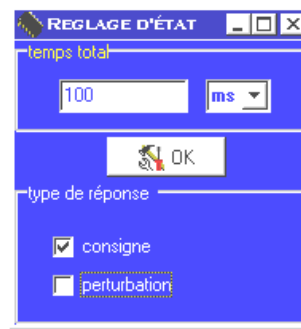 REGLAGE D'ÉTAT
temps total
100 ms
OK
type de réponse
consigne
perturbation